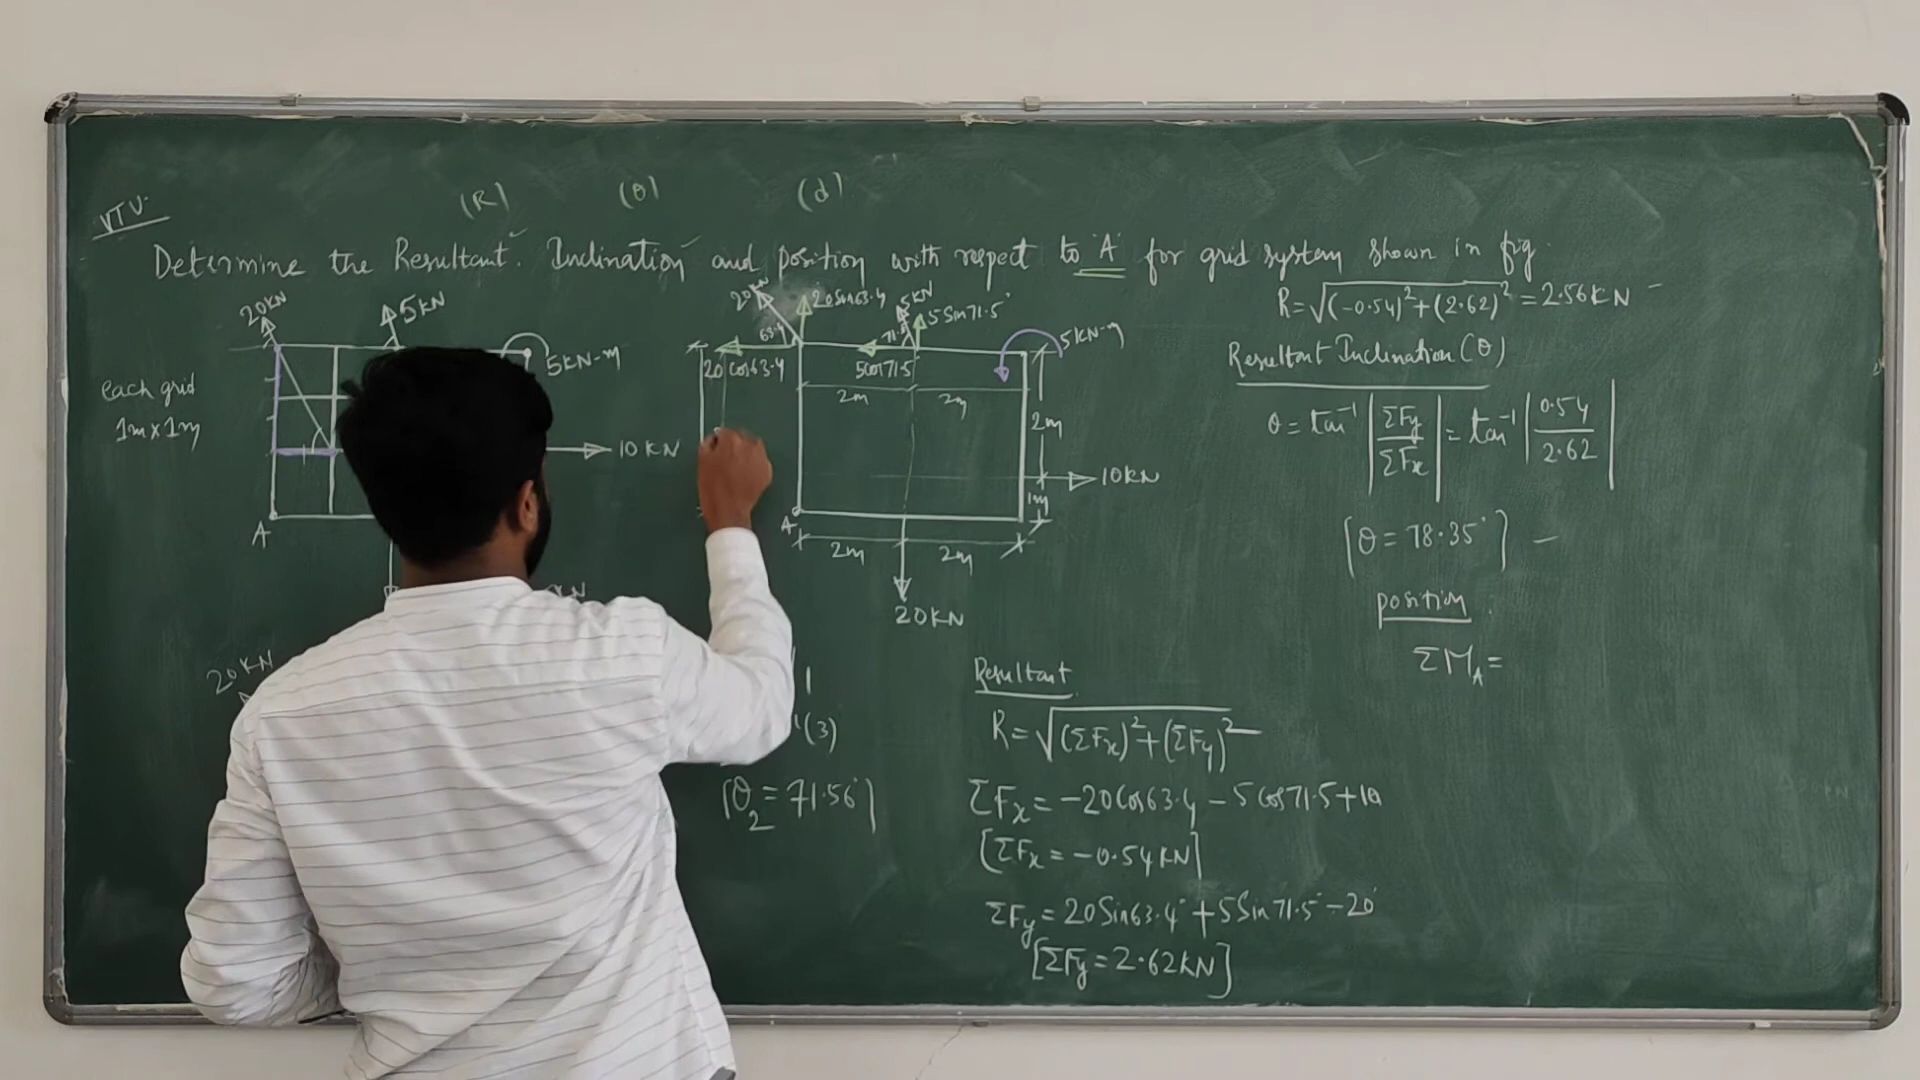 VTU.
(R) (θ) (d)
Determine the Resultant. Inclination and position with respect to 'A' for grid system shown in fig.
20KN
5KN
5KN-m
each grid
1m x 1m
10 KN
A
KN
20KN
20KN
20Sin63.4
5KN
5Sin71.5°
63.4
71.5
20 cos63.4
5cos71.5
5KN-m
2m
2m
2m
10KN
1m
A
2m
2m
20KN
(3)
[θ₂ = 71.56°]
Resultant
R = √(ΣFx)² + (ΣFy)²
ΣFx = -20Cos63.4 - 5cos71.5 + 10
[ΣFx = -0.54KN]
ΣFy = 20Sin63.4° + 5Sin71.5° - 20
[ΣFy = 2.62KN]
R = √(-0.54)² + (2.62)² = 2.56KN
Resultant Inclination (θ)
θ = tan⁻¹ |ΣFy/ΣFx| = tan⁻¹ |0.54/2.62|
[θ = 78.35°]
position :
ΣM_A =